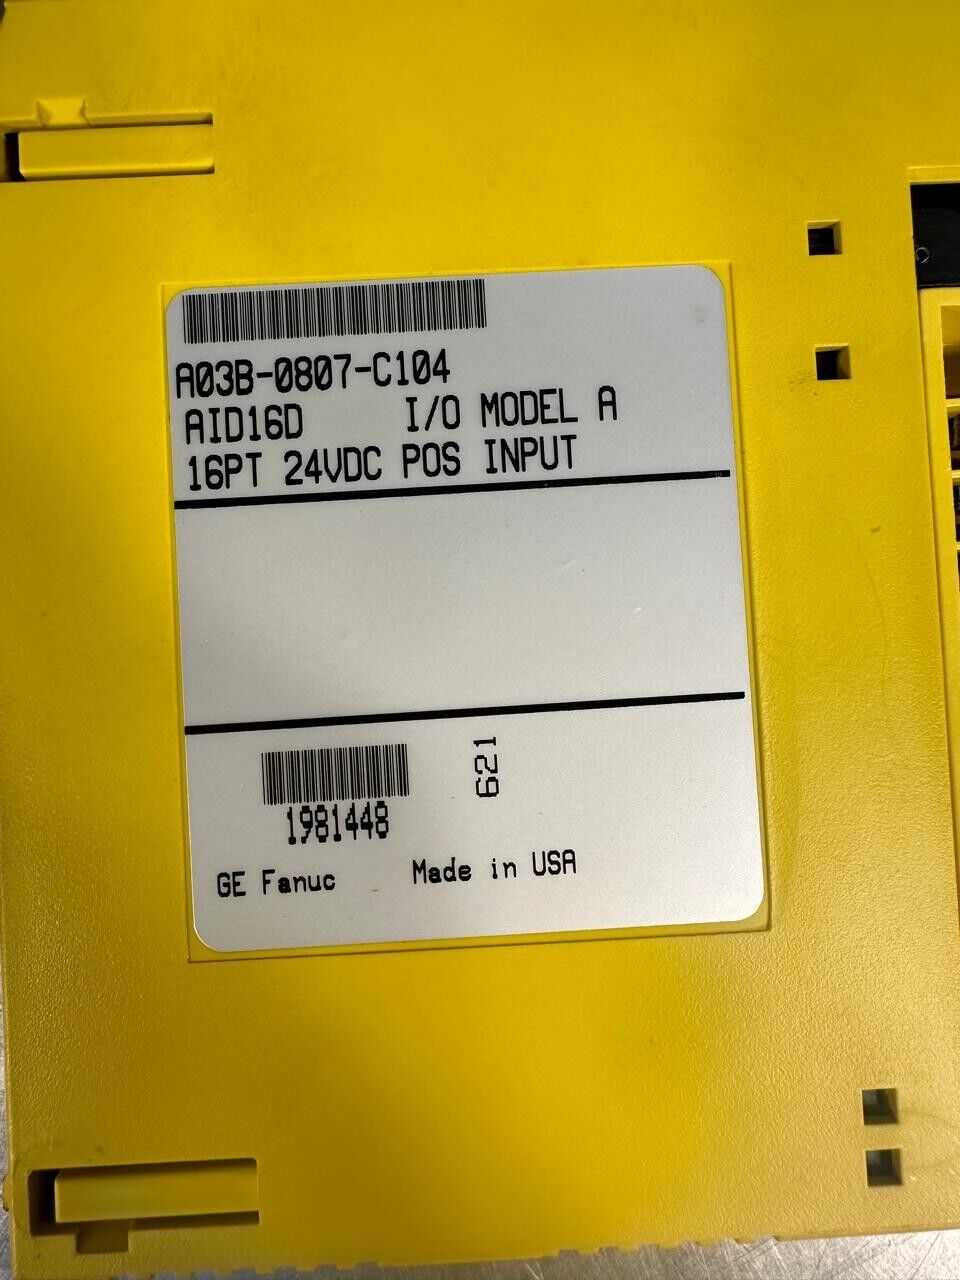 A03B-0807-C104
AID16D I/O MODEL A
16PT 24VDC POS INPUT
621
1981448
GE Fanuc Made in USA